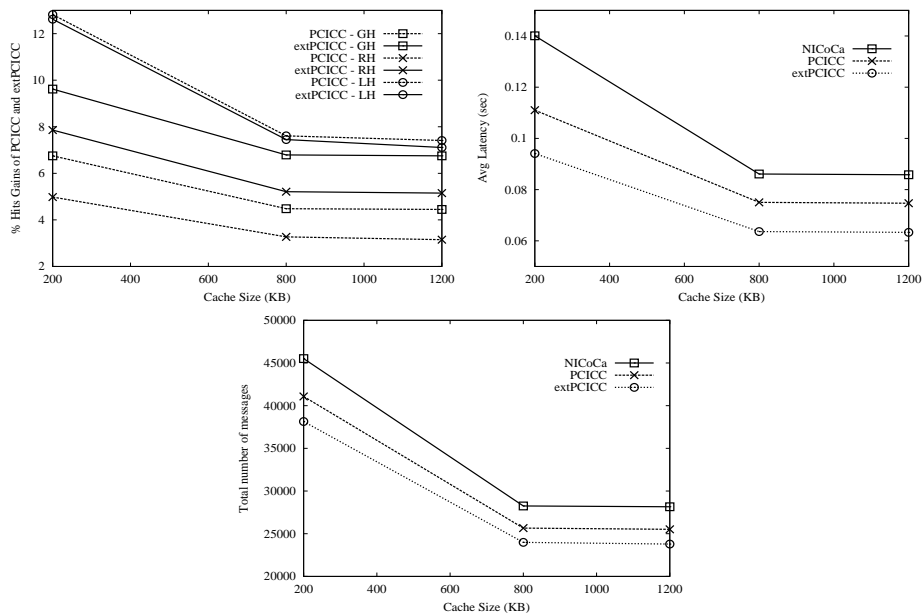 % Hits Gains of PCICC and extPCICC
12
10
8
6
4
2
200 400 600 800 1000 1200
Cache Size (KB)
PCICC - GH
extPCICC - GH
PCICC - RH
extPCICC - RH
PCICC - LH
extPCICC - LH
Avg Latency (sec)
0.14
0.12
0.1
0.08
0.06
200 400 600 800 1000 1200
Cache Size (KB)
NICoCa
PCICC
extPCICC
Total number of messages
50000
45000
40000
35000
30000
25000
20000
200 400 600 800 1000 1200
Cache Size (KB)
NICoCa
PCICC
extPCICC